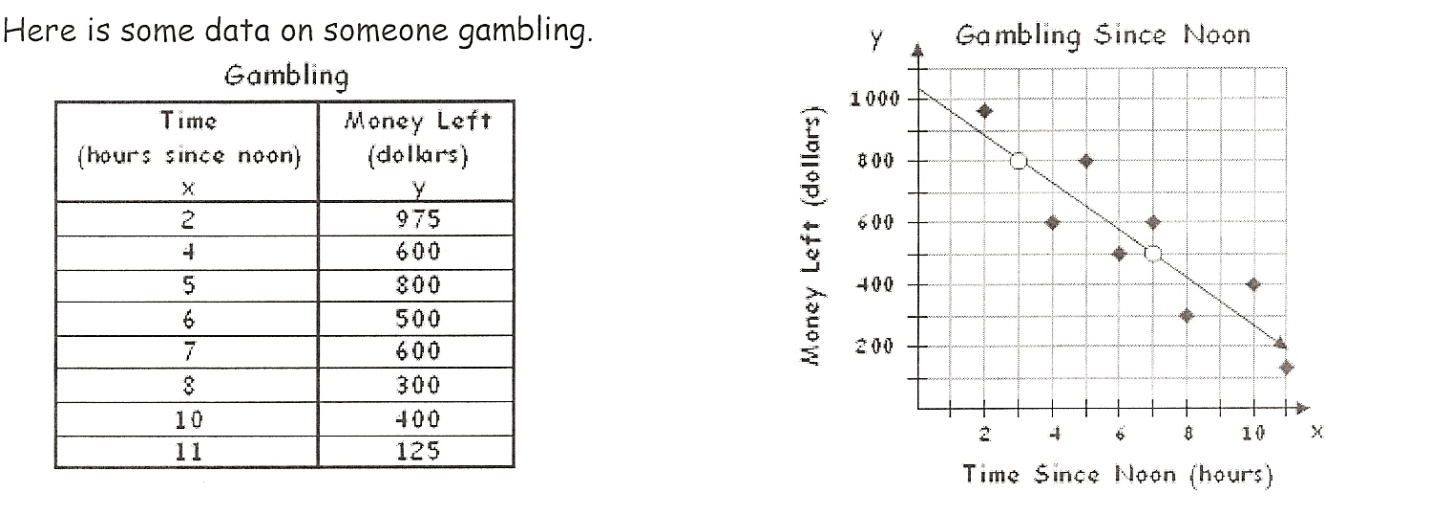 Here is some data on someone gambling.
Gambling
Time
(hours since noon)
x
Money Left
(dollars)
y
2 975
4 600
5 800
6 500
7 600
8 300
10 400
11 125
y
Gambling Since Noon
Money Left (dollars)
1000
800
600
400
200
2 4 6 8 10 x
Time Since Noon (hours)